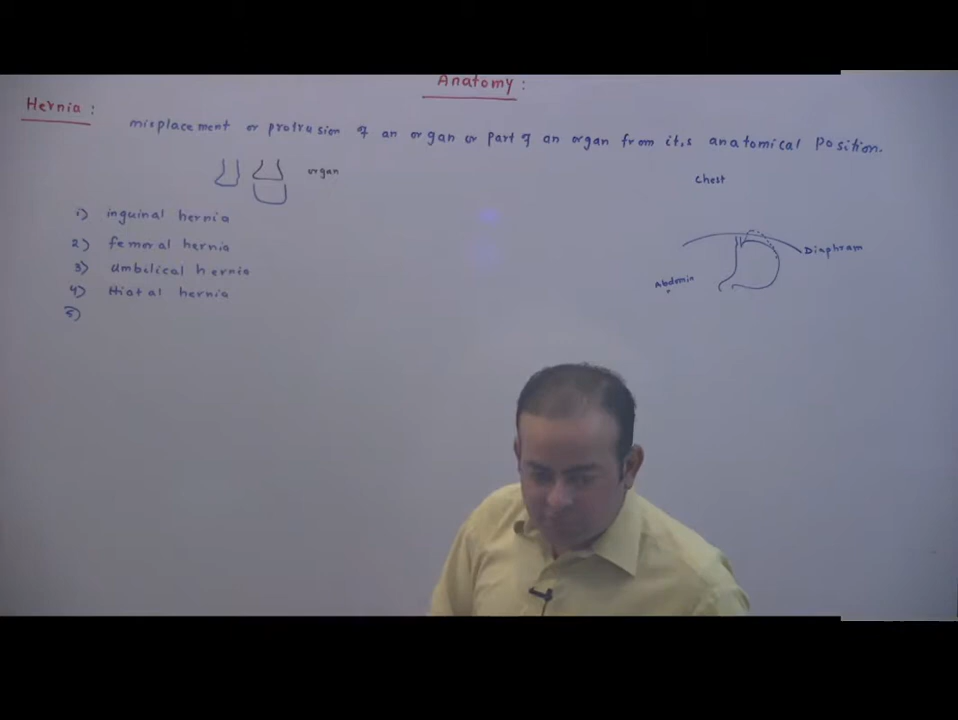 Anatomy :
Hernia :
misplacement or protrusion of an organ or part of an organ from it,s anatomical Position.
organ
Chest
1) inguinal hernia
2) femoral hernia
3) umbilical hernia
4) Hiatal hernia
5)
Diaphram
Abdomin